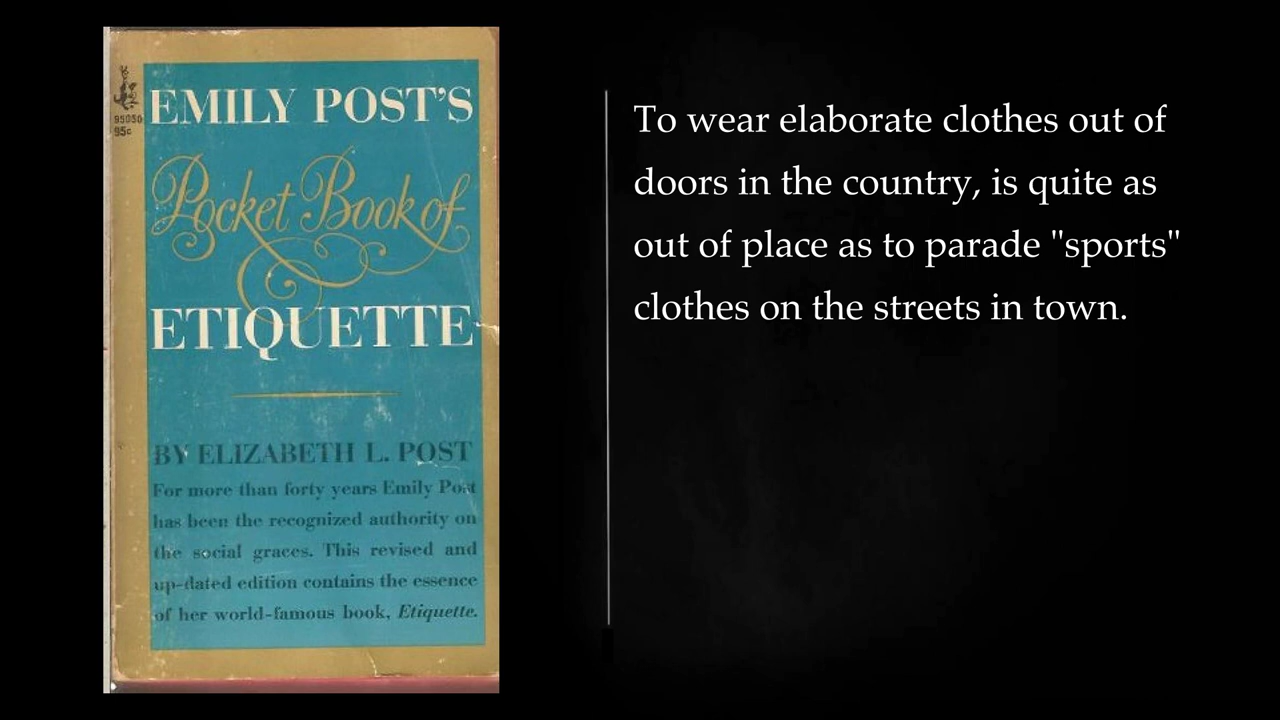 95050
95c
EMILY POST'S
Pocket Book of
ETIQUETTE
BY ELIZABETH L. POST
For more than forty years Emily Post
has been the recognized authority on
the social graces. This revised and
up-dated edition contains the essence
of her world-famous book, Etiquette.
To wear elaborate clothes out of
doors in the country, is quite as
out of place as to parade "sports"
clothes on the streets in town.